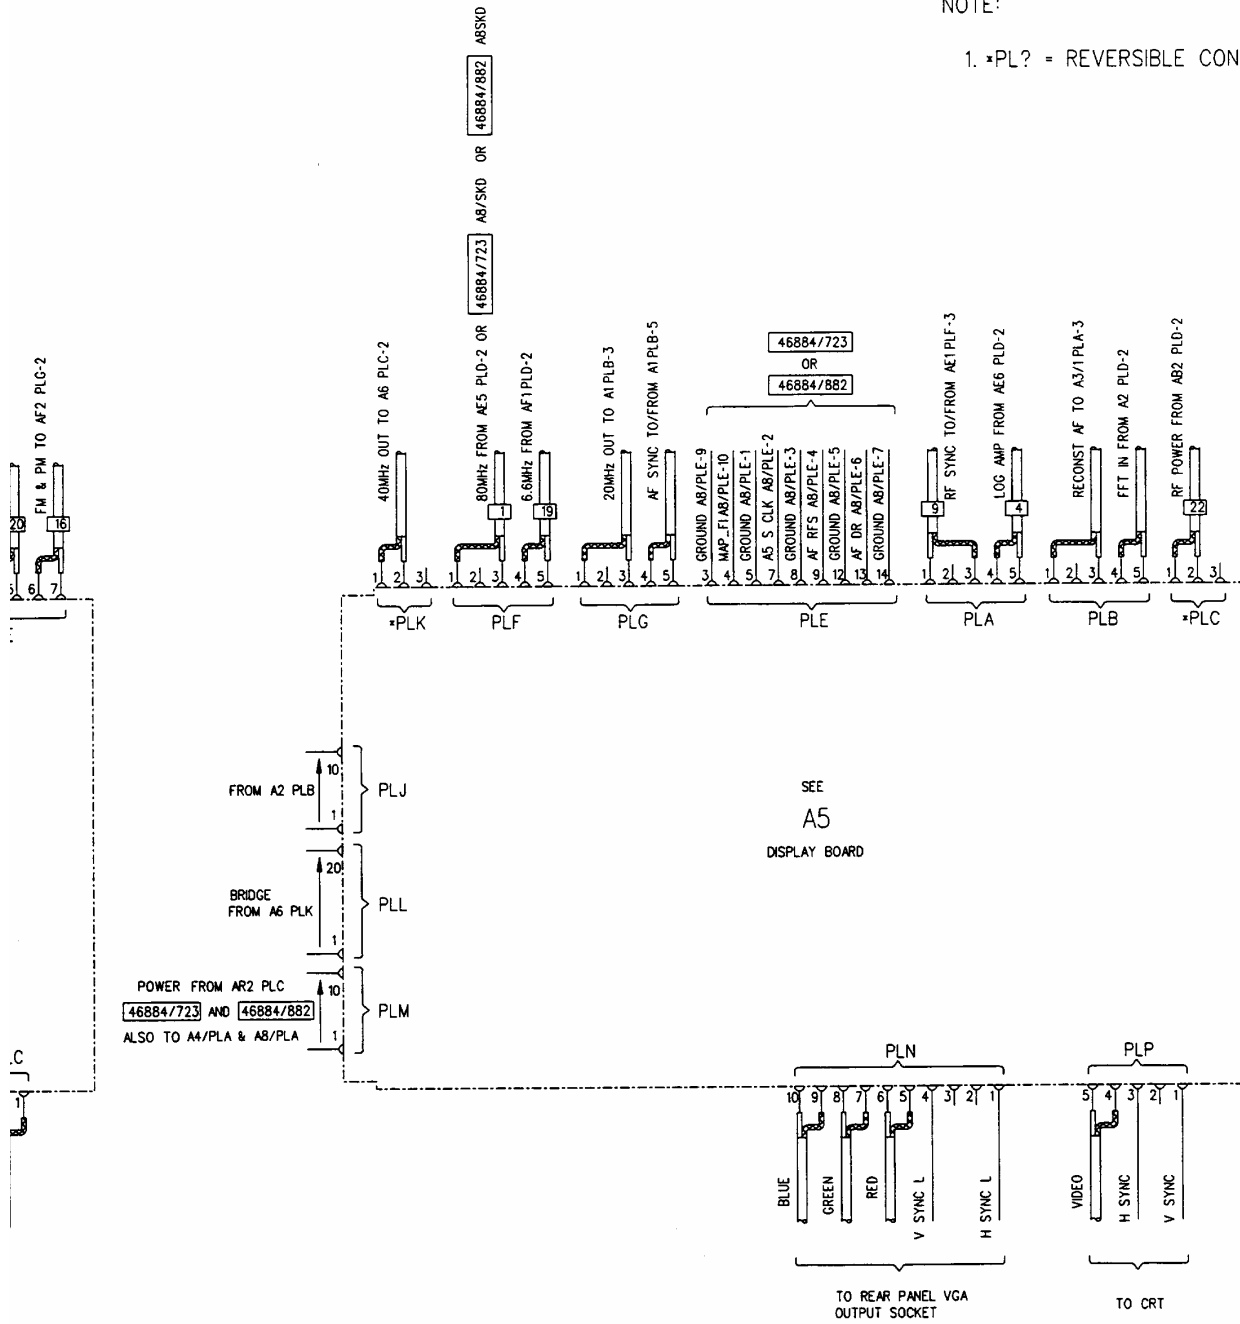 NOTE:
1. *PL? = REVERSIBLE CON
80MHz FROM AE5 PLD-2 OR 46884/723 A8/SKD OR 46884/882 A8SKD
6.6MHz FROM AF1 PLD-2
FM & PM TO AF2 PLG-2
40MHz OUT TO A6 PLC-2
20MHz OUT TO A1 PLB-3
AF SYNC TO/FROM A1 PLB-5
46884/723
OR
46884/882
GROUND A8/PLE-9
MAP_F1 A8/PLE-10
GROUND A8/PLE-1
A5 S CLK A8/PLE-2
GROUND A8/PLE-3
AF RFS A8/PLE-4
GROUND A8/PLE-5
AF DR A8/PLE-6
GROUND A8/PLE-7
RF SYNC TO/FROM AE1 PLF-3
LOG AMP FROM AE6 PLD-2
RECONST AF TO A3/1 PLA-3
FFT IN FROM A2 PLD-2
RF POWER FROM AB2 PLD-2
20 16 1 19 9 4 22
5 6 7
1 2 3
1 2 3 4 5
1 2 3 4 5
3 4 5 7 8 9 12 13 14
1 2 3 4 5
1 2 3 4 5
1 2 3
*PLK PLF PLG PLE PLA PLB *PLC
10
FROM A2 PLB
1
PLJ
SEE
A5
DISPLAY BOARD
20
BRIDGE
FROM A6 PLK
1
PLL
POWER FROM AR2 PLC
46884/723 AND 46884/882
ALSO TO A4/PLA & A8/PLA
10
1
PLM
LC
1
PLN
10 9 8 7 6 5 4 3 2 1
BLUE
GREEN
RED
V SYNC L
H SYNC L
TO REAR PANEL VGA
OUTPUT SOCKET
PLP
5 4 3 2 1
VIDEO
H SYNC
V SYNC
TO CRT